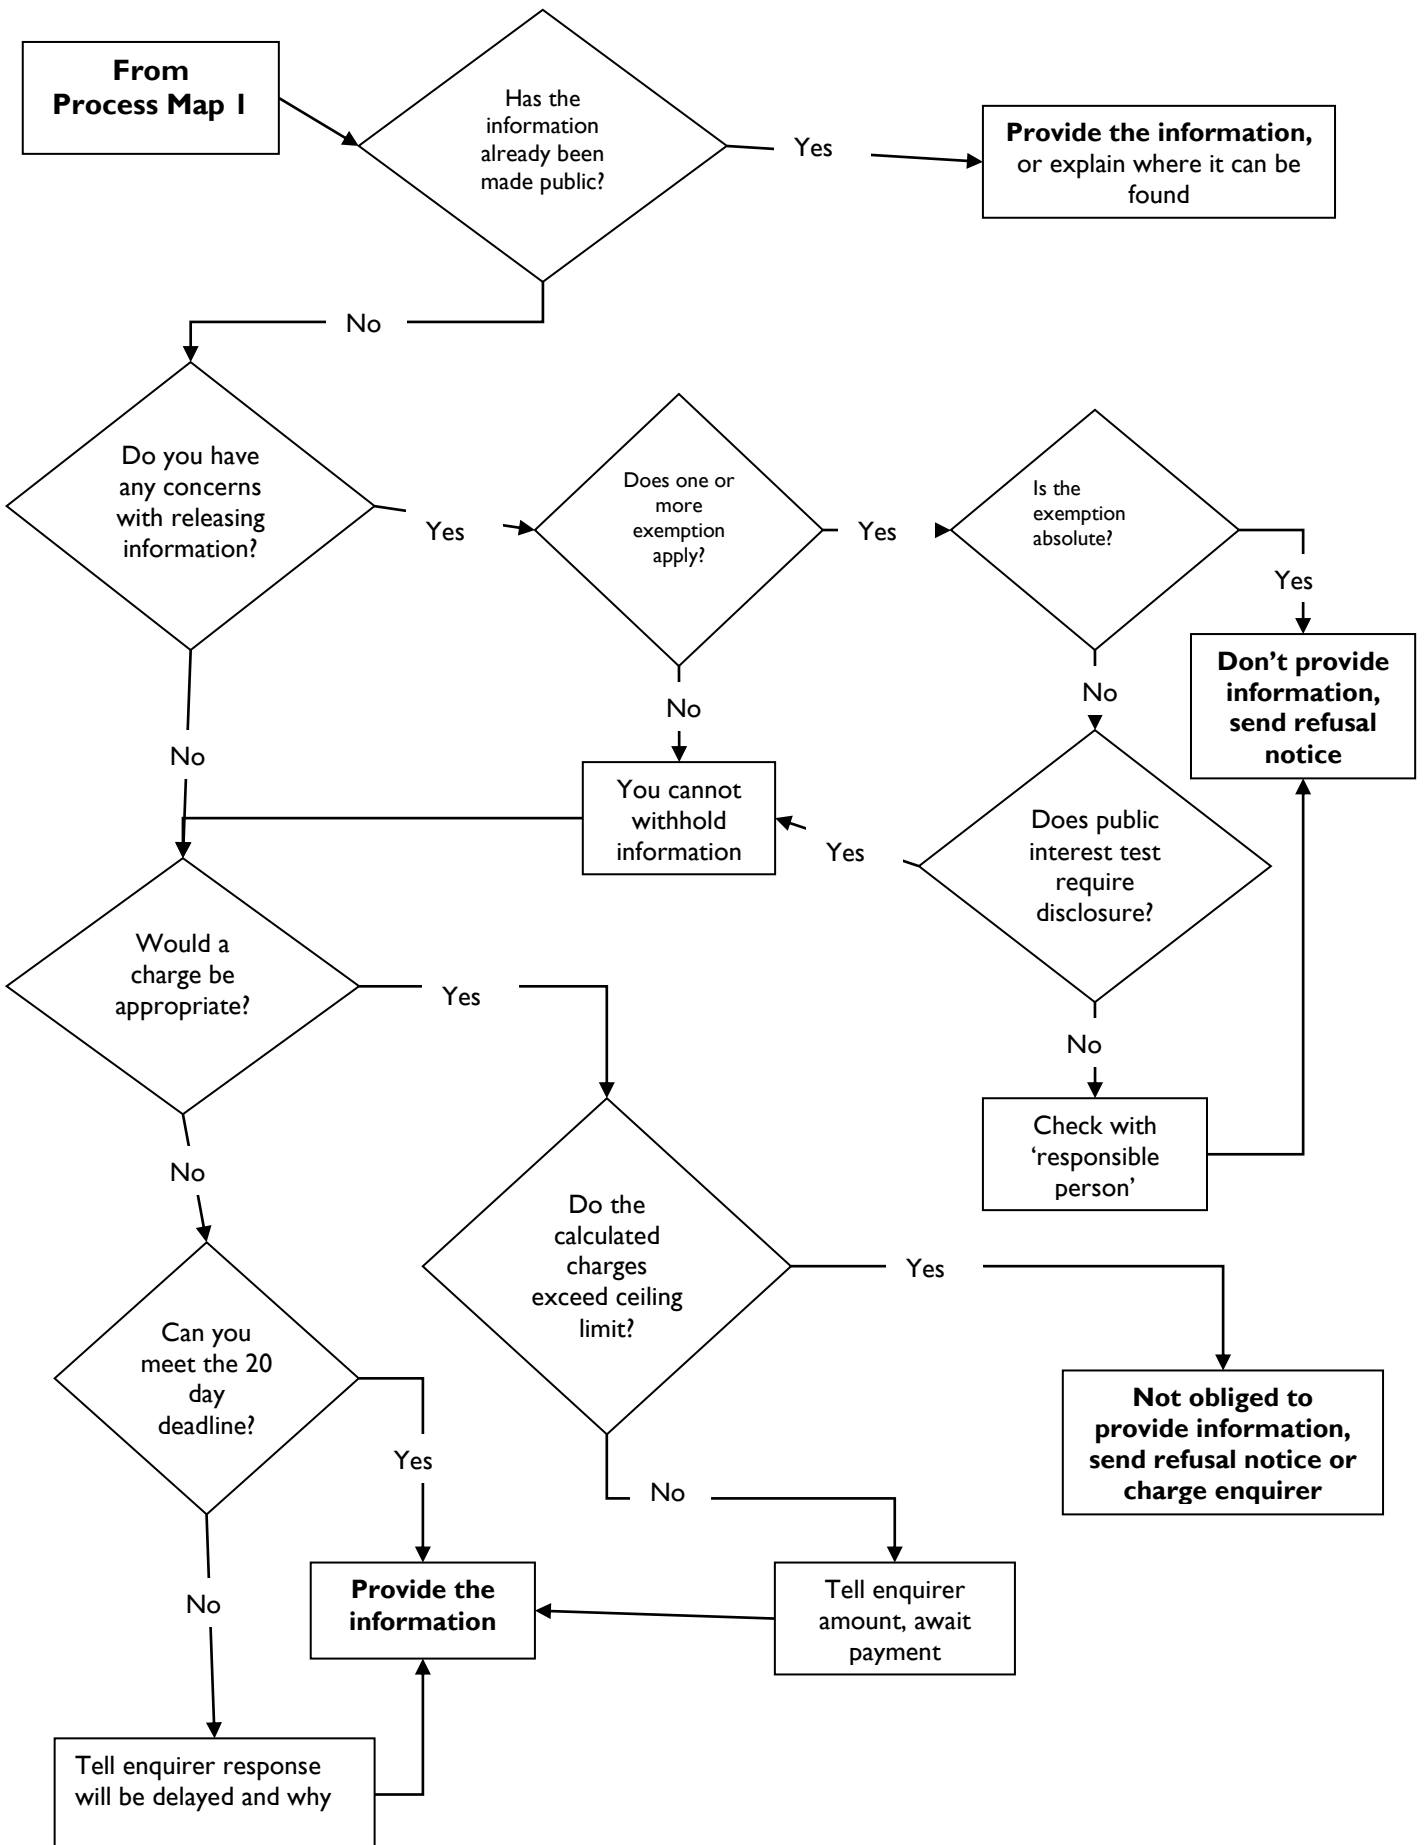 From
Process Map 1
Has the
information
already been
made public?
Yes
Provide the information,
or explain where it can be
found
No
Do you have
any concerns
with releasing
information?
Yes
Does one or
more
exemption
apply?
Yes
Is the
exemption
absolute?
Yes
Don’t provide
information,
send refusal
notice
No
No
No
You cannot
withhold
information
Yes
Does public
interest test
require
disclosure?
Would a
charge be
appropriate?
Yes
No
Check with
‘responsible
person’
No
Do the
calculated
charges
exceed ceiling
limit?
Yes
Can you
meet the 20
day
deadline?
Not obliged to
provide information,
send refusal notice or
charge enquirer
Yes
No
No
Provide the
information
Tell enquirer
amount, await
payment
Tell enquirer response
will be delayed and why